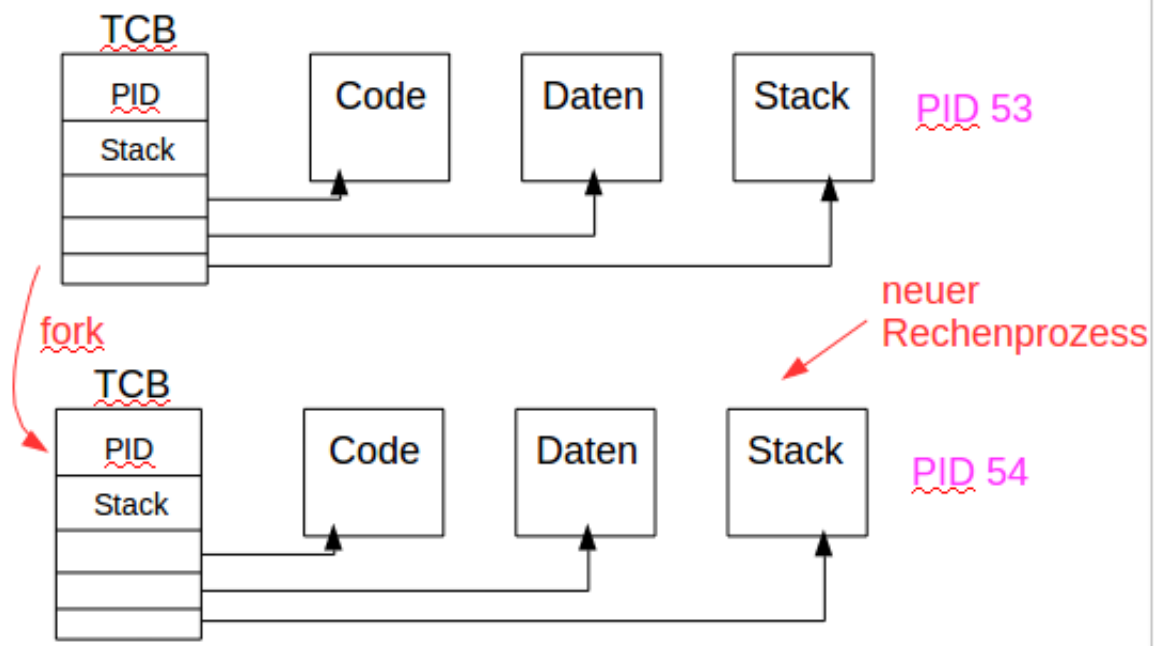 TCB
PID
Stack
Code
Daten
Stack
PID 53
fork
neuer
Rechenprozess
TCB
PID
Stack
Code
Daten
Stack
PID 54